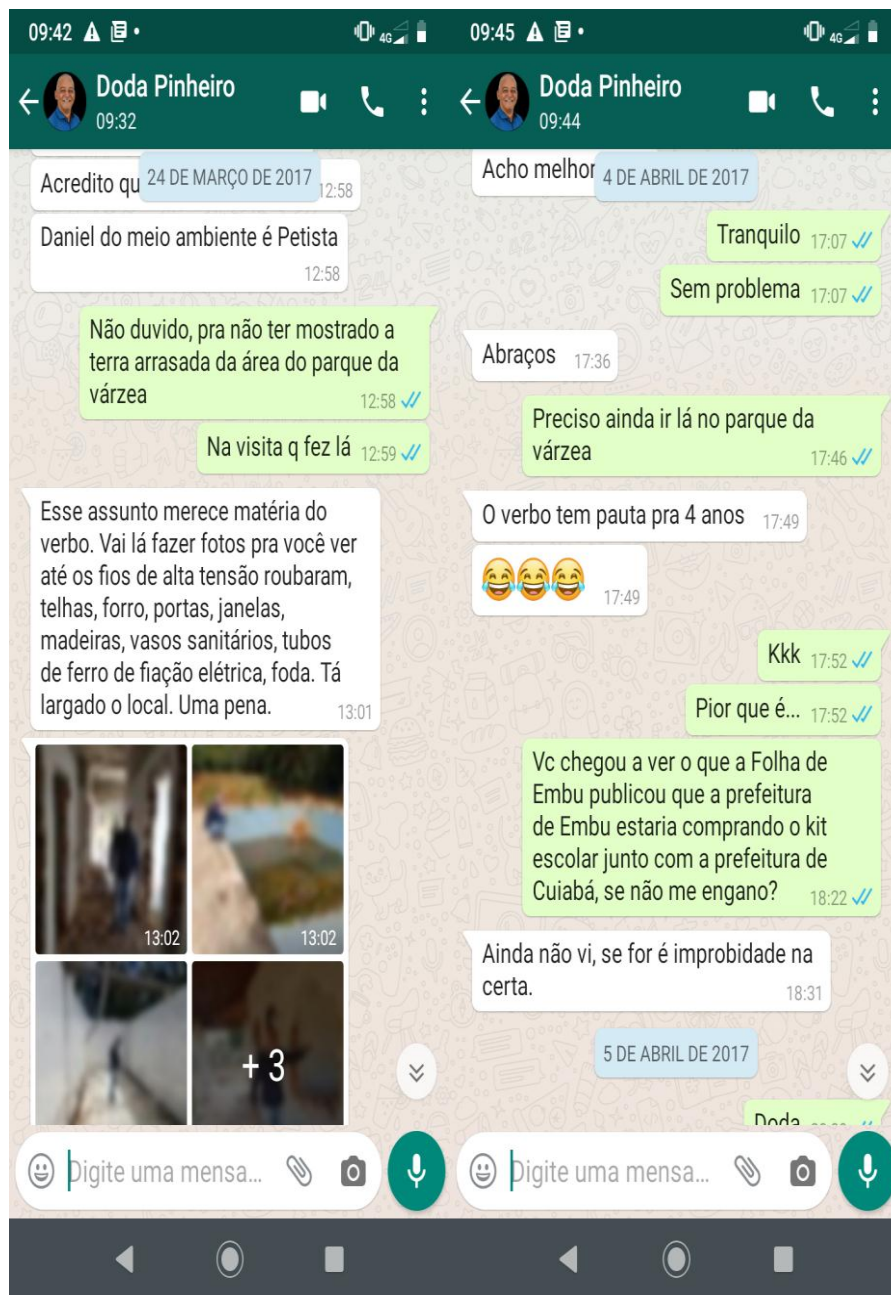 09:42
4G
Doda Pinheiro
09:32
24 DE MARÇO DE 2017
Acredito qu
12:58
Daniel do meio ambiente é Petista
12:58
Não duvido, pra não ter mostrado a
terra arrasada da área do parque da
várzea
12:58
Na visita q fez lá 12:59
Esse assunto merece matéria do
verbo. Vai lá fazer fotos pra você ver
até os fios de alta tensão roubaram,
telhas, forro, portas, janelas,
madeiras, vasos sanitários, tubos
de ferro de fiação elétrica, foda. Tá
largado o local. Uma pena.
13:01
13:02
13:02
+ 3
Digite uma mensa...
09:45
4G
Doda Pinheiro
09:44
Acho melhor
4 DE ABRIL DE 2017
Tranquilo 17:07
Sem problema 17:07
Abraços 17:36
Preciso ainda ir lá no parque da
várzea
17:46
O verbo tem pauta pra 4 anos 17:49
😂😂😂 17:49
Kkk 17:52
Pior que é... 17:52
Vc chegou a ver o que a Folha de
Embu publicou que a prefeitura
de Embu estaria comprando o kit
escolar junto com a prefeitura de
Cuiabá, se não me engano?
18:22
Ainda não vi, se for é improbidade na
certa.
18:31
5 DE ABRIL DE 2017
Doda
Digite uma mensa...